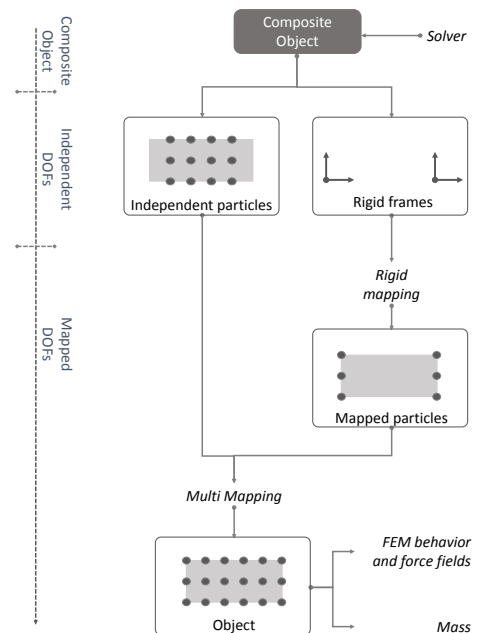 Composite
Object
Solver
Composite
Object
Independent
DOFs
Independent particles
Rigid frames
Rigid
mapping
Mapped
DOFs
Mapped particles
Multi Mapping
FEM behavior
and force fields
Object
Mass